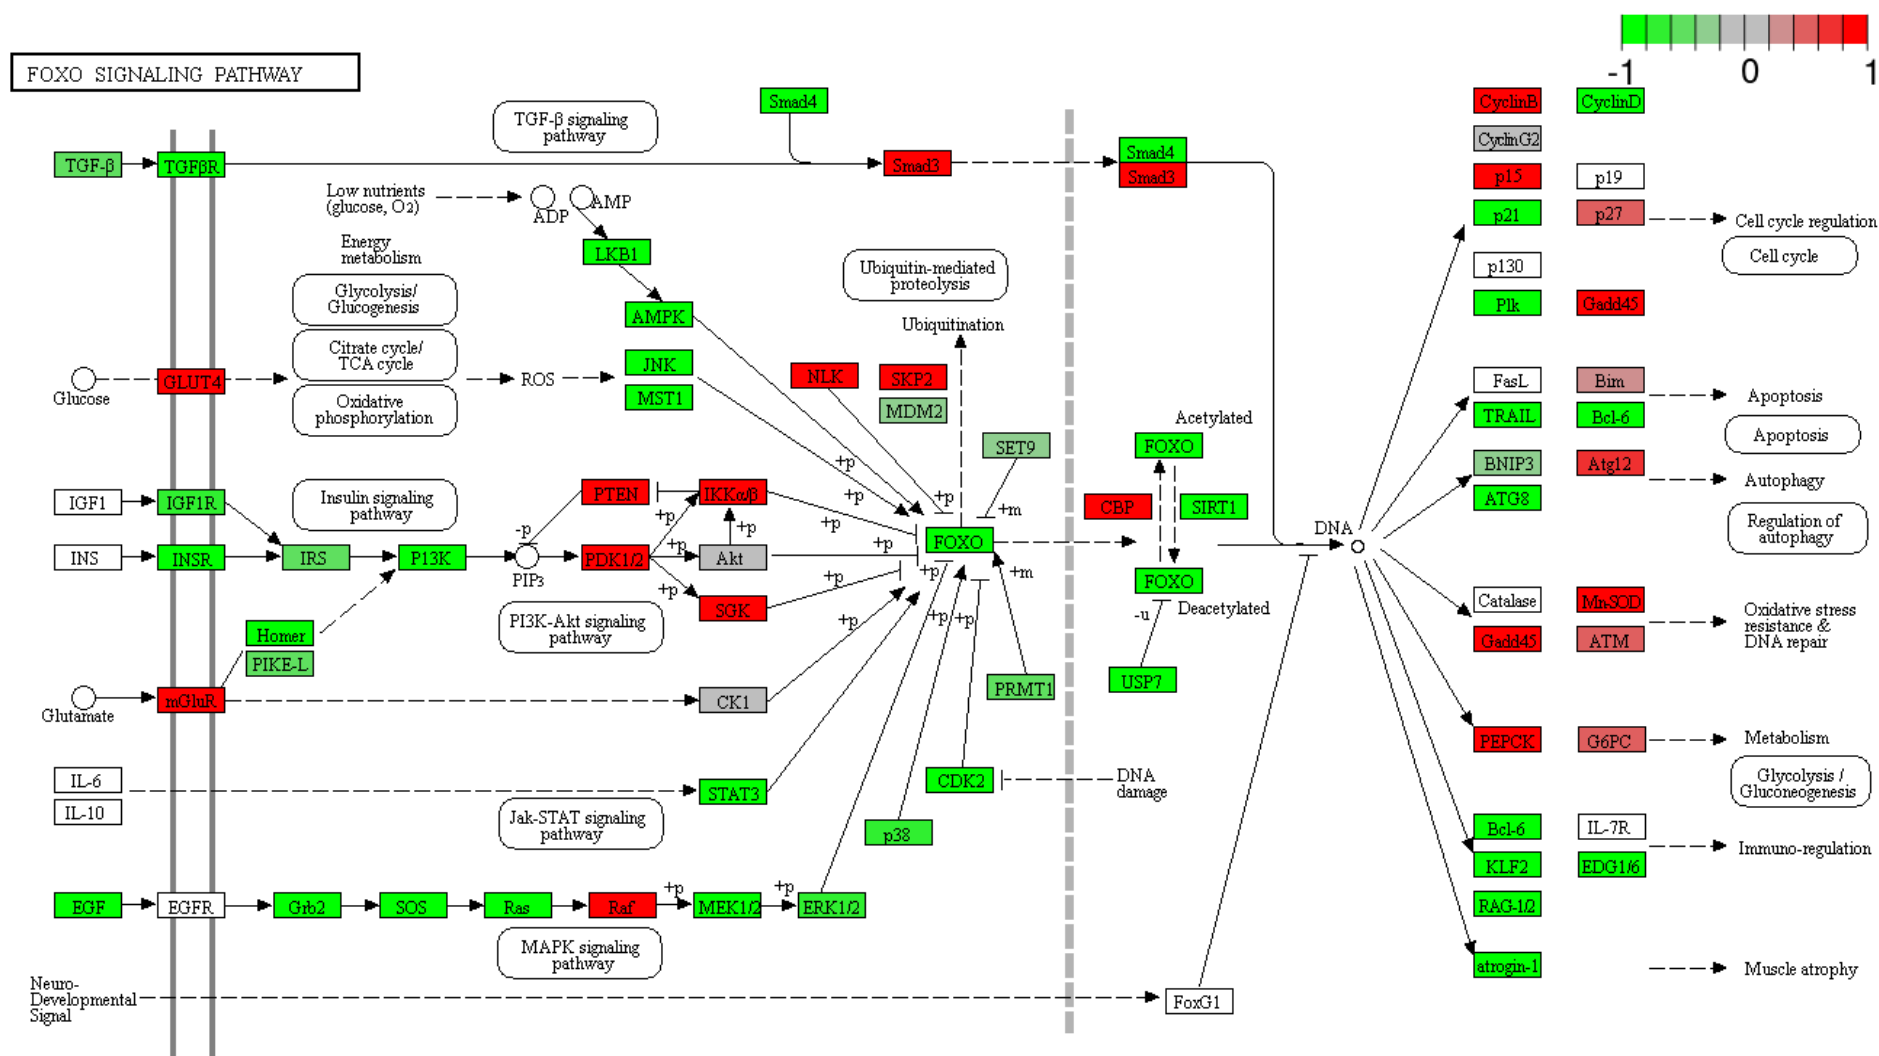 FOXO SIGNALING PATHWAY
-1
0
1
Smad4
CyclinB
CyclinD
TGF-β signaling
pathway
CyclinG2
TGF-β
TGFβR
Smad3
Smad4
Smad3
p15
p19
Low nutrients
(glucose, O2)
ADP
AMP
p21
p27
Cell cycle regulation
Energy
metabolism
LKB1
Cell cycle
Ubiquitin-mediated
proteolysis
p130
Glycolysis/
Glucogenesis
AMPK
Plk
Gadd45
Ubiquitination
Citrate cycle/
TCA cycle
JNK
MST1
ROS
Glucose
GLUT4
NLK
SKP2
MDM2
FasL
Bim
Apoptosis
Oxidative
phosphorylation
TRAIL
Bcl-6
Acetylated
FOXO
Apoptosis
SET9
BNIP3
Atg12
Autophagy
+p
+p
+p
+p
+m
IGF1
IGF1R
Insulin signaling
pathway
PTEN
IKKα/β
CBP
SIRT1
ATG8
Regulation of
autophagy
-p
+p
+p
DNA
INS
INSR
IRS
P13K
PIP3
PDK1/2
+p
Akt
+p
FOXO
+p
+p
+p
+m
FOXO
Deacetylated
-u
SGK
PI3K-Akt signaling
pathway
+p
+p
+p
Catalase
Mn-SOD
Oxidative stress
resistance &
DNA repair
Gadd45
ATM
Homer
PIKE-L
USP7
PRMT1
Glutamate
mGluR
CK1
PEPCK
G6PC
Metabolism
Glycolysis /
Gluconeogenesis
IL-6
IL-10
STAT3
CDK2
DNA
damage
Jak-STAT signaling
pathway
p38
Bcl-6
IL-7R
Immuno-regulation
KLF2
EDG1/6
EGF
EGFR
Grb2
SOS
Ras
Raf
+p
MEK1/2
+p
ERK1/2
RAG-1/2
MAPK signaling
pathway
atrogin-1
Muscle atrophy
Neuro-
Developmental
Signal
FoxG1